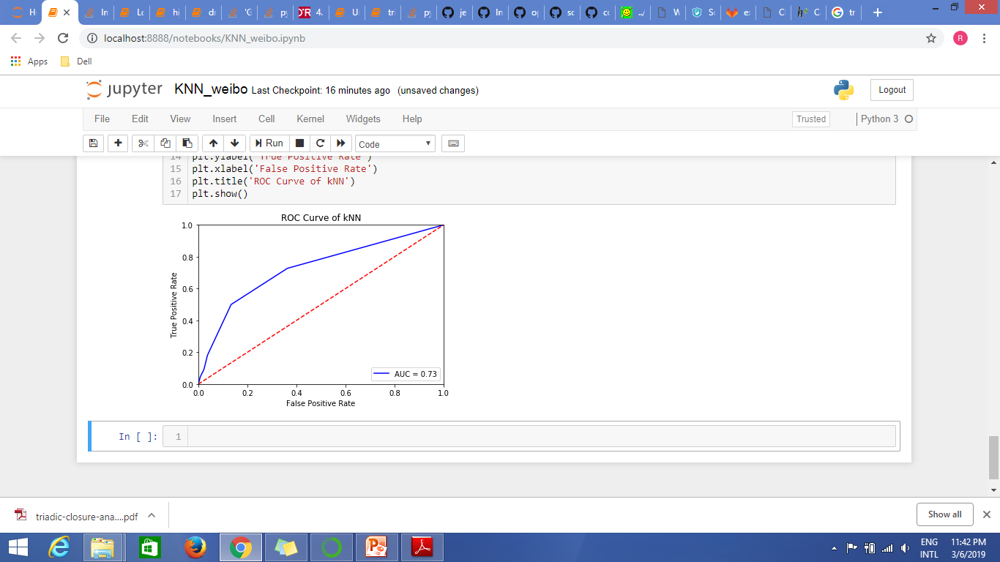 H
In
Lo
hi
di
'G
py
O'R 4.
U
tri
py
je
In
o
sc
cc
../
W
Sc
e
Cl
h° C
tr
localhost:8888/notebooks/KNN_weibo.ipynb
R
Apps
Dell
jupyter KNN_weibo Last Checkpoint: 16 minutes ago (unsaved changes)
Logout
File Edit View Insert Cell Kernel Widgets Help
Trusted
Python 3
Run
Code
14 plt.ylabel('True Positive Rate')
15 plt.xlabel('False Positive Rate')
16 plt.title('ROC Curve of kNN')
17 plt.show()
ROC Curve of kNN
1.0
0.8
0.6
0.4
0.2
0.0
True Positive Rate
AUC = 0.73
0.0 0.2 0.4 0.6 0.8 1.0
False Positive Rate
In [ ]: 1
triadic-closure-ana....pdf
Show all
ENG 11:42 PM
INTL 3/6/2019